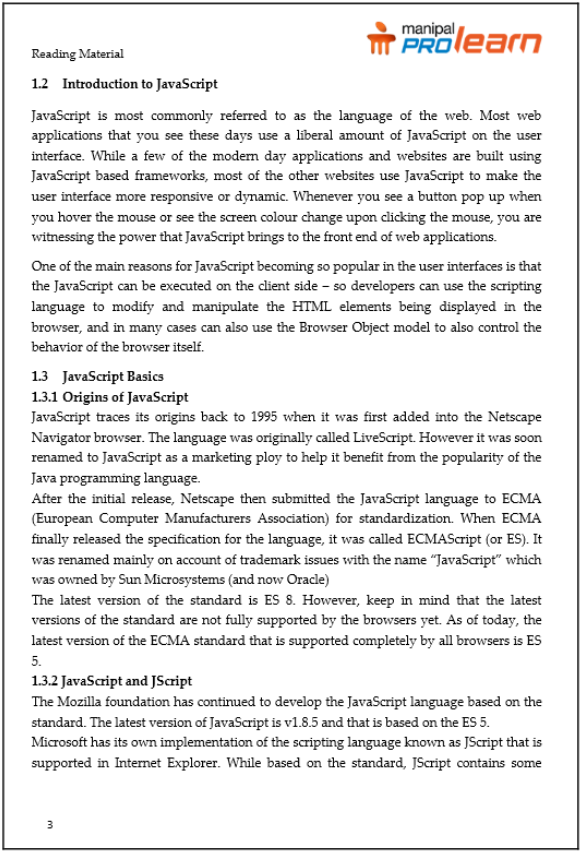 manipal
PROlearn
Reading Material
1.2 Introduction to JavaScript
JavaScript is most commonly referred to as the language of the web. Most web
applications that you see these days use a liberal amount of JavaScript on the user
interface. While a few of the modern day applications and websites are built using
JavaScript based frameworks, most of the other websites use JavaScript to make the
user interface more responsive or dynamic. Whenever you see a button pop up when
you hover the mouse or see the screen colour change upon clicking the mouse, you are
witnessing the power that JavaScript brings to the front end of web applications.
One of the main reasons for JavaScript becoming so popular in the user interfaces is that
the JavaScript can be executed on the client side – so developers can use the scripting
language to modify and manipulate the HTML elements being displayed in the
browser, and in many cases can also use the Browser Object model to also control the
behavior of the browser itself.
1.3 JavaScript Basics
1.3.1 Origins of JavaScript
JavaScript traces its origins back to 1995 when it was first added into the Netscape
Navigator browser. The language was originally called LiveScript. However it was soon
renamed to JavaScript as a marketing ploy to help it benefit from the popularity of the
Java programming language.
After the initial release, Netscape then submitted the JavaScript language to ECMA
(European Computer Manufacturers Association) for standardization. When ECMA
finally released the specification for the language, it was called ECMAScript (or ES). It
was renamed mainly on account of trademark issues with the name “JavaScript” which
was owned by Sun Microsystems (and now Oracle)
The latest version of the standard is ES 8. However, keep in mind that the latest
versions of the standard are not fully supported by the browsers yet. As of today, the
latest version of the ECMA standard that is supported completely by all browsers is ES
5.
1.3.2 JavaScript and JScript
The Mozilla foundation has continued to develop the JavaScript language based on the
standard. The latest version of JavaScript is v1.8.5 and that is based on the ES 5.
Microsoft has its own implementation of the scripting language known as JScript that is
supported in Internet Explorer. While based on the standard, JScript contains some
3